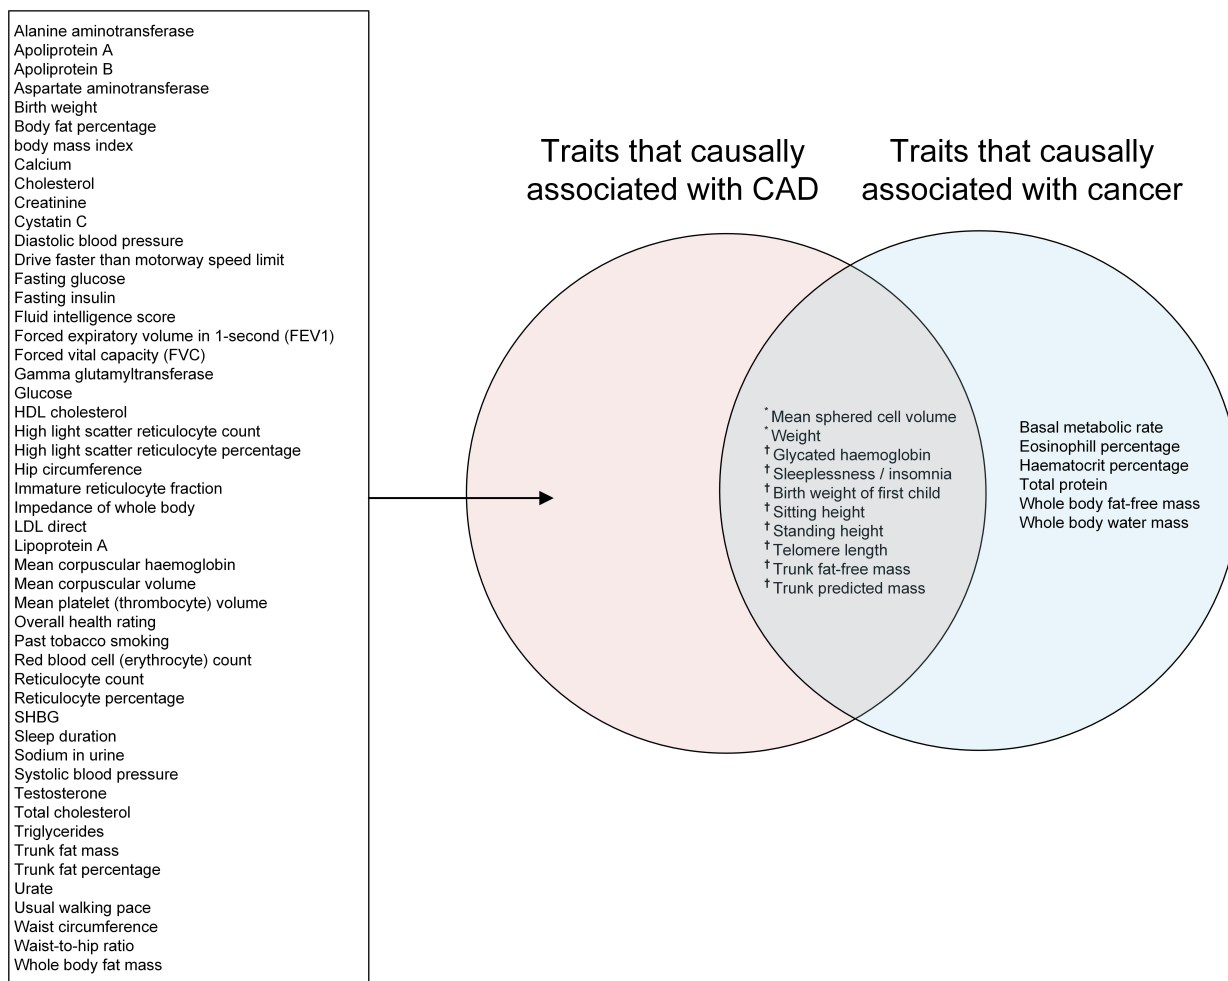 Alanine aminotransferase
Apoliprotein A
Apoliprotein B
Aspartate aminotransferase
Birth weight
Body fat percentage
body mass index
Calcium
Cholesterol
Creatinine
Cystatin C
Diastolic blood pressure
Drive faster than motorway speed limit
Fasting glucose
Fasting insulin
Fluid intelligence score
Forced expiratory volume in 1-second (FEV1)
Forced vital capacity (FVC)
Gamma glutamyltransferase
Glucose
HDL cholesterol
High light scatter reticulocyte count
High light scatter reticulocyte percentage
Hip circumference
Immature reticulocyte fraction
Impedance of whole body
LDL direct
Lipoprotein A
Mean corpuscular haemoglobin
Mean corpuscular volume
Mean platelet (thrombocyte) volume
Overall health rating
Past tobacco smoking
Red blood cell (erythrocyte) count
Reticulocyte count
Reticulocyte percentage
SHBG
Sleep duration
Sodium in urine
Systolic blood pressure
Testosterone
Total cholesterol
Triglycerides
Trunk fat mass
Trunk fat percentage
Urate
Usual walking pace
Waist circumference
Waist-to-hip ratio
Whole body fat mass
Traits that causally
associated with CAD
Traits that causally
associated with cancer
* Mean sphered cell volume
* Weight
† Glycated haemoglobin
† Sleeplessness / insomnia
† Birth weight of first child
† Sitting height
† Standing height
† Telomere length
† Trunk fat-free mass
† Trunk predicted mass
Basal metabolic rate
Eosinophill percentage
Haematocrit percentage
Total protein
Whole body fat-free mass
Whole body water mass